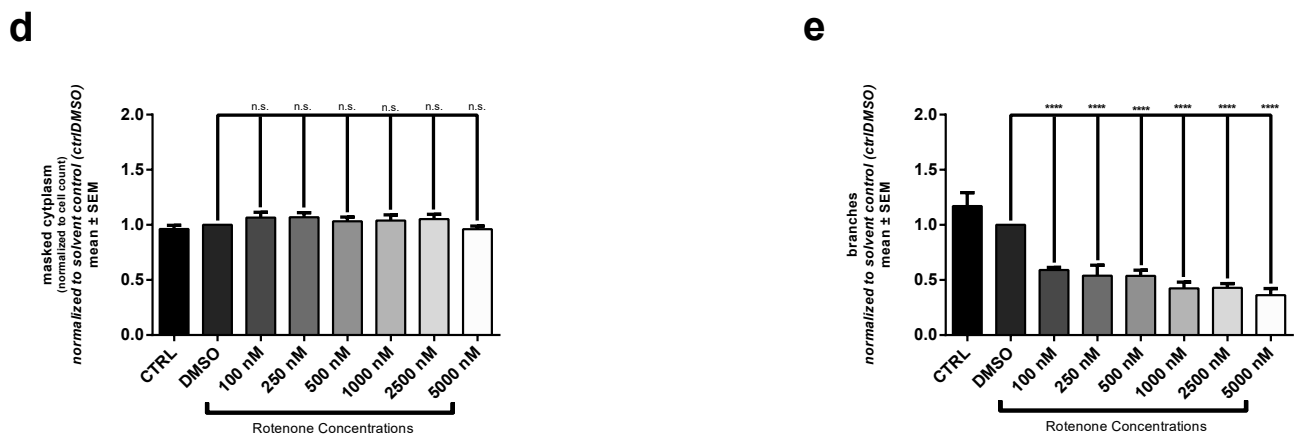 d
masked cytplasm
(normalized to cell count)
normalized to solvent control (ctrlDMSO)
mean ± SEM
2.0
1.5
1.0
0.5
0.0
n.s.
n.s.
n.s.
n.s.
n.s.
n.s.
CTRL
DMSO
100 nM
250 nM
500 nM
1000 nM
2500 nM
5000 nM
Rotenone Concentrations
e
branches
normalized to solvent control (ctrlDMSO)
mean ± SEM
2.0
1.5
1.0
0.5
0.0
****
****
****
****
****
****
CTRL
DMSO
100 nM
250 nM
500 nM
1000 nM
2500 nM
5000 nM
Rotenone Concentrations